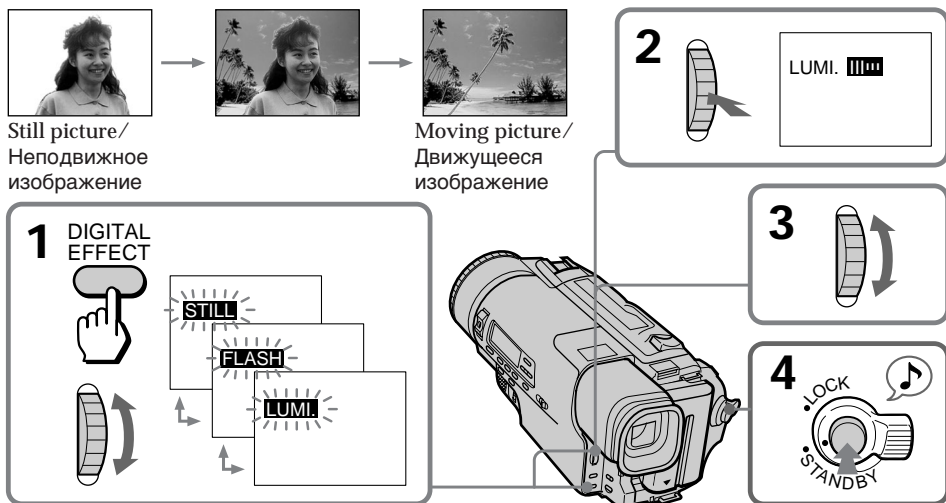 Still picture/
Неподвижное
изображение
Moving picture/
Движущееся
изображение
1 DIGITAL
EFFECT
STILL
FLASH
LUMI.
2
LUMI.
3
4
LOCK
STANDBY